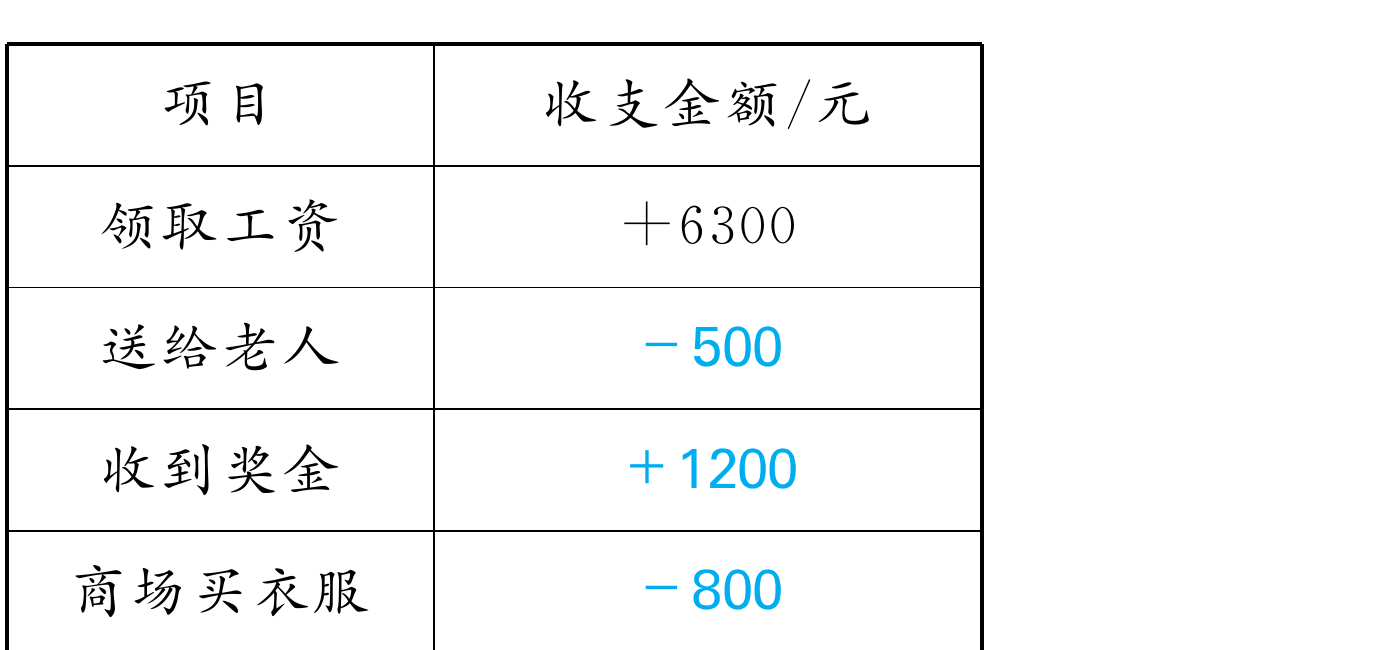 项目 收支金额/元
领取工资 +6300
送给老人 -500
收到奖金 +1200
商场买衣服 -800